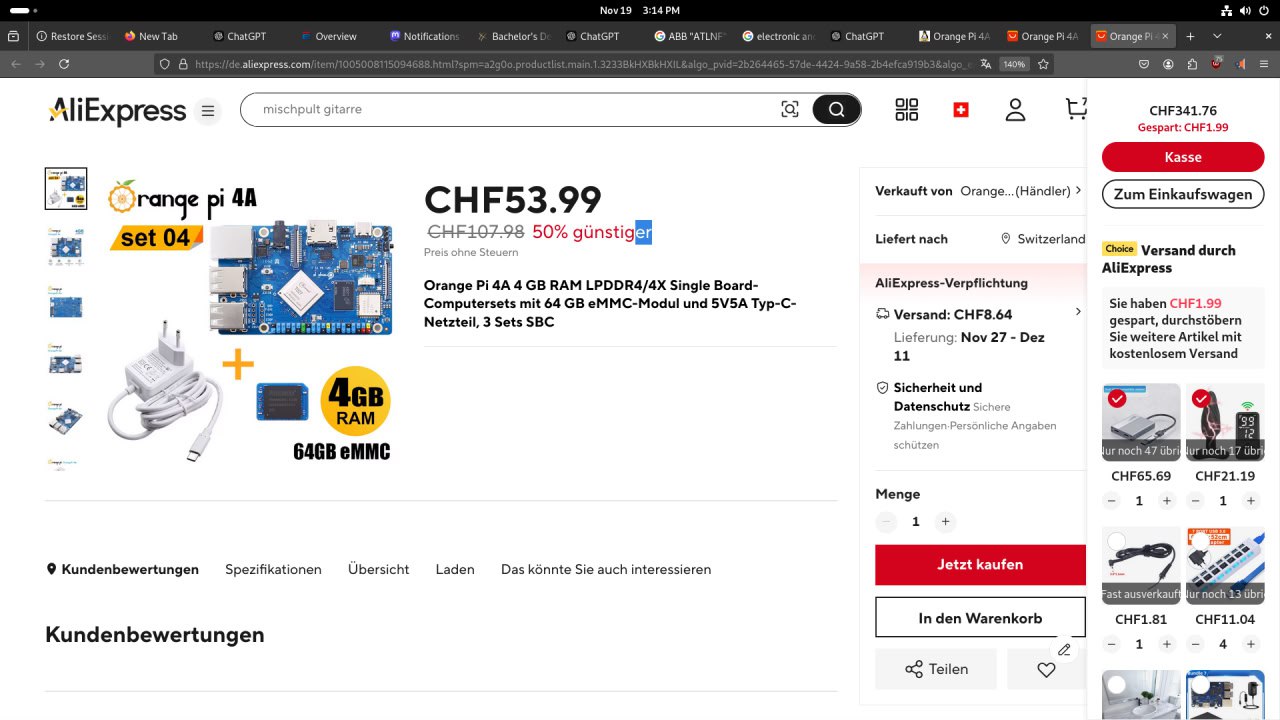 Nov 19 3:14 PM
Restore Sessi
New Tab
ChatGPT
Overview
Notifications
Bachelor's De
ChatGPT
ABB "ATLNF"
electronic an
ChatGPT
Orange Pi 4A
Orange Pi 4A
Orange Pi 4
https://de.aliexpress.com/item/1005008115094688.html?spm=a2g0o.productlist.main.1.3233BkHXBkHXIL&algo_pvid=2b264465-57de-4424-9a58-2b4efca919b3&algo_e
140%
AliExpress
mischpult gitarre
7
range pi 4A
set 04
4GB
RAM
64GB eMMC
CHF53.99
CHF107.98 50% günstiger
Preis ohne Steuern
Orange Pi 4A 4 GB RAM LPDDR4/4X Single Board-
Computersets mit 64 GB eMMC-Modul und 5V5A Typ-C-
Netzteil, 3 Sets SBC
Kundenbewertungen
Spezifikationen
Übersicht
Laden
Das könnte Sie auch interessieren
Kundenbewertungen
Verkauft von Orange...(Händler)
Liefert nach Switzerland
AliExpress-Verpflichtung
Versand: CHF8.64
Lieferung: Nov 27 - Dez
11
Sicherheit und
Datenschutz Sichere
Zahlungen·Persönliche Angaben
schützen
Menge
1
Jetzt kaufen
In den Warenkorb
Teilen
CHF341.76
Gespart: CHF1.99
Kasse
Zum Einkaufswagen
Choice Versand durch
AliExpress
Sie haben CHF1.99
gespart, durchstöbern
Sie weitere Artikel mit
kostenlosem Versand
Nur noch 47 übri
Nur noch 17 übri
CHF65.69
CHF21.19
1
1
Fast ausverkauft
Nur noch 13 übri
CHF1.81
CHF11.04
1
4